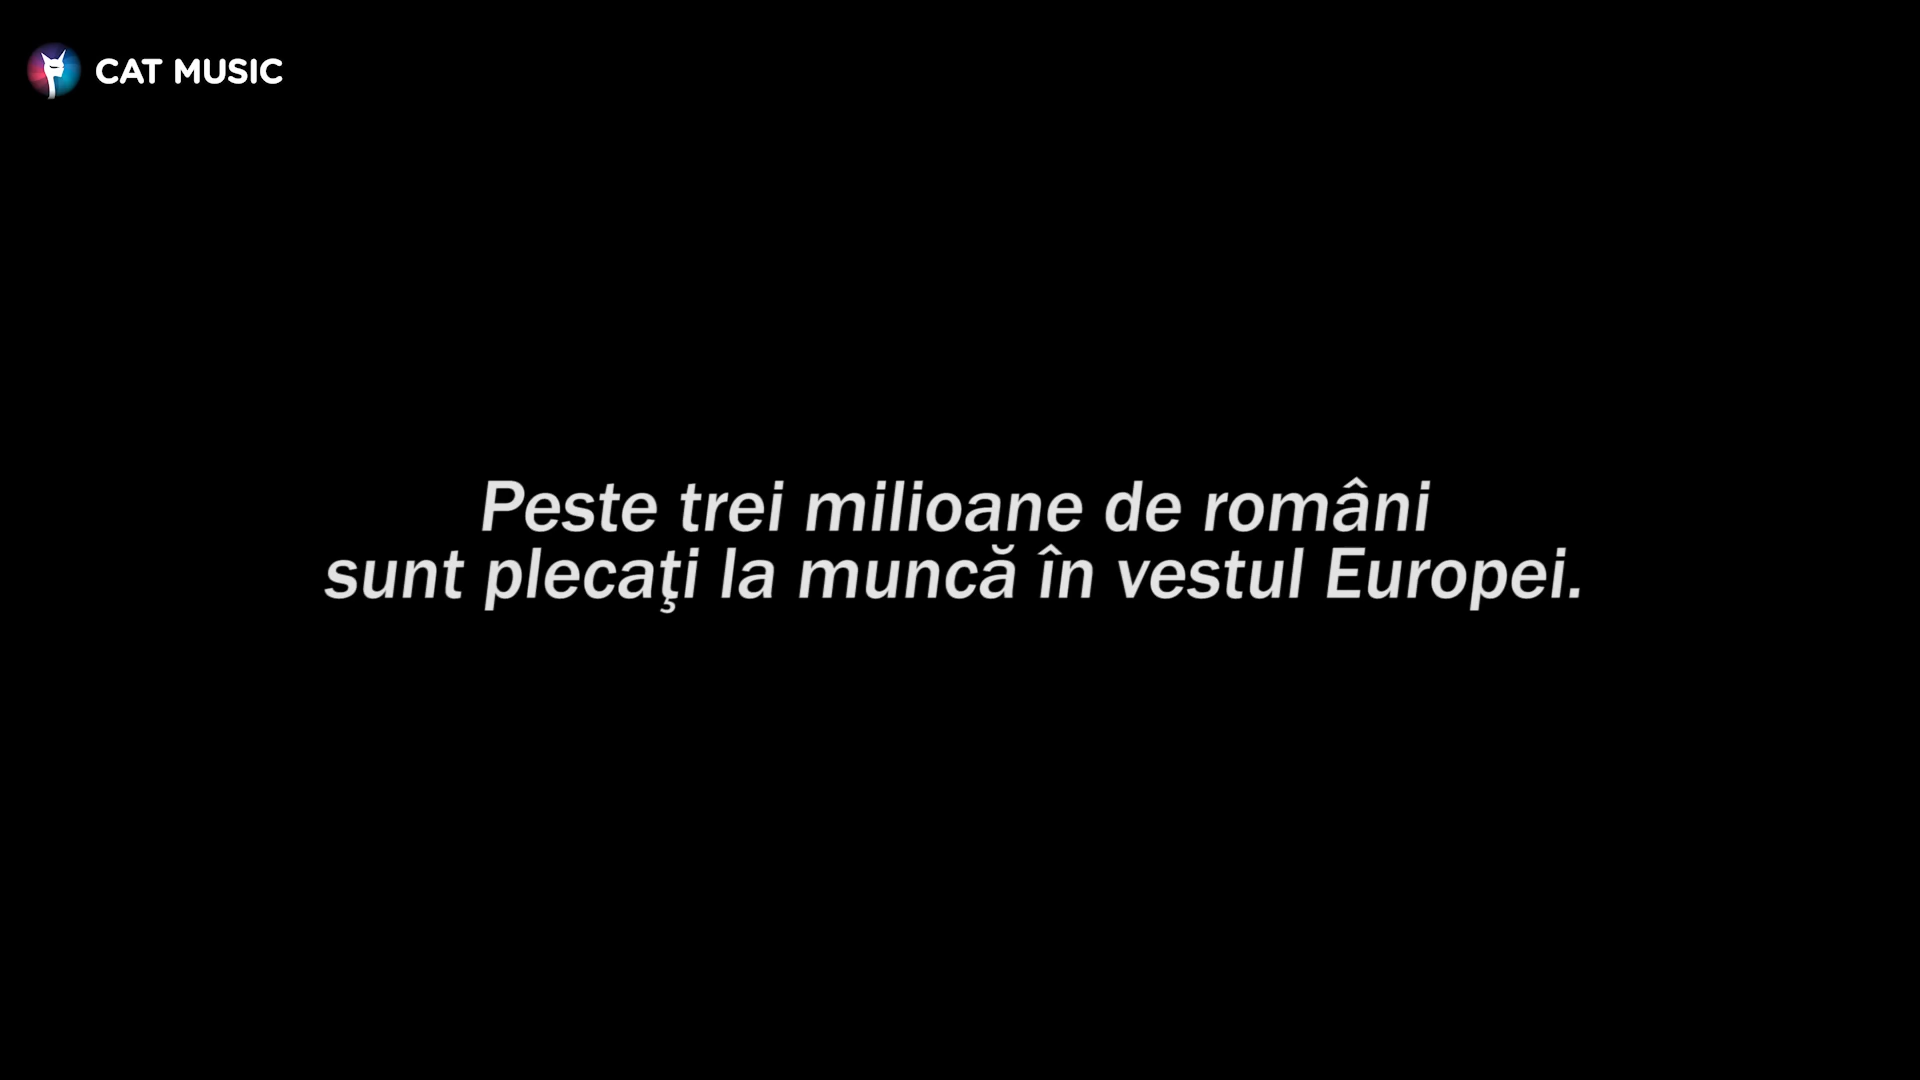 CAT MUSIC
Peste trei milioane de români
sunt plecaţi la muncă în vestul Europei.